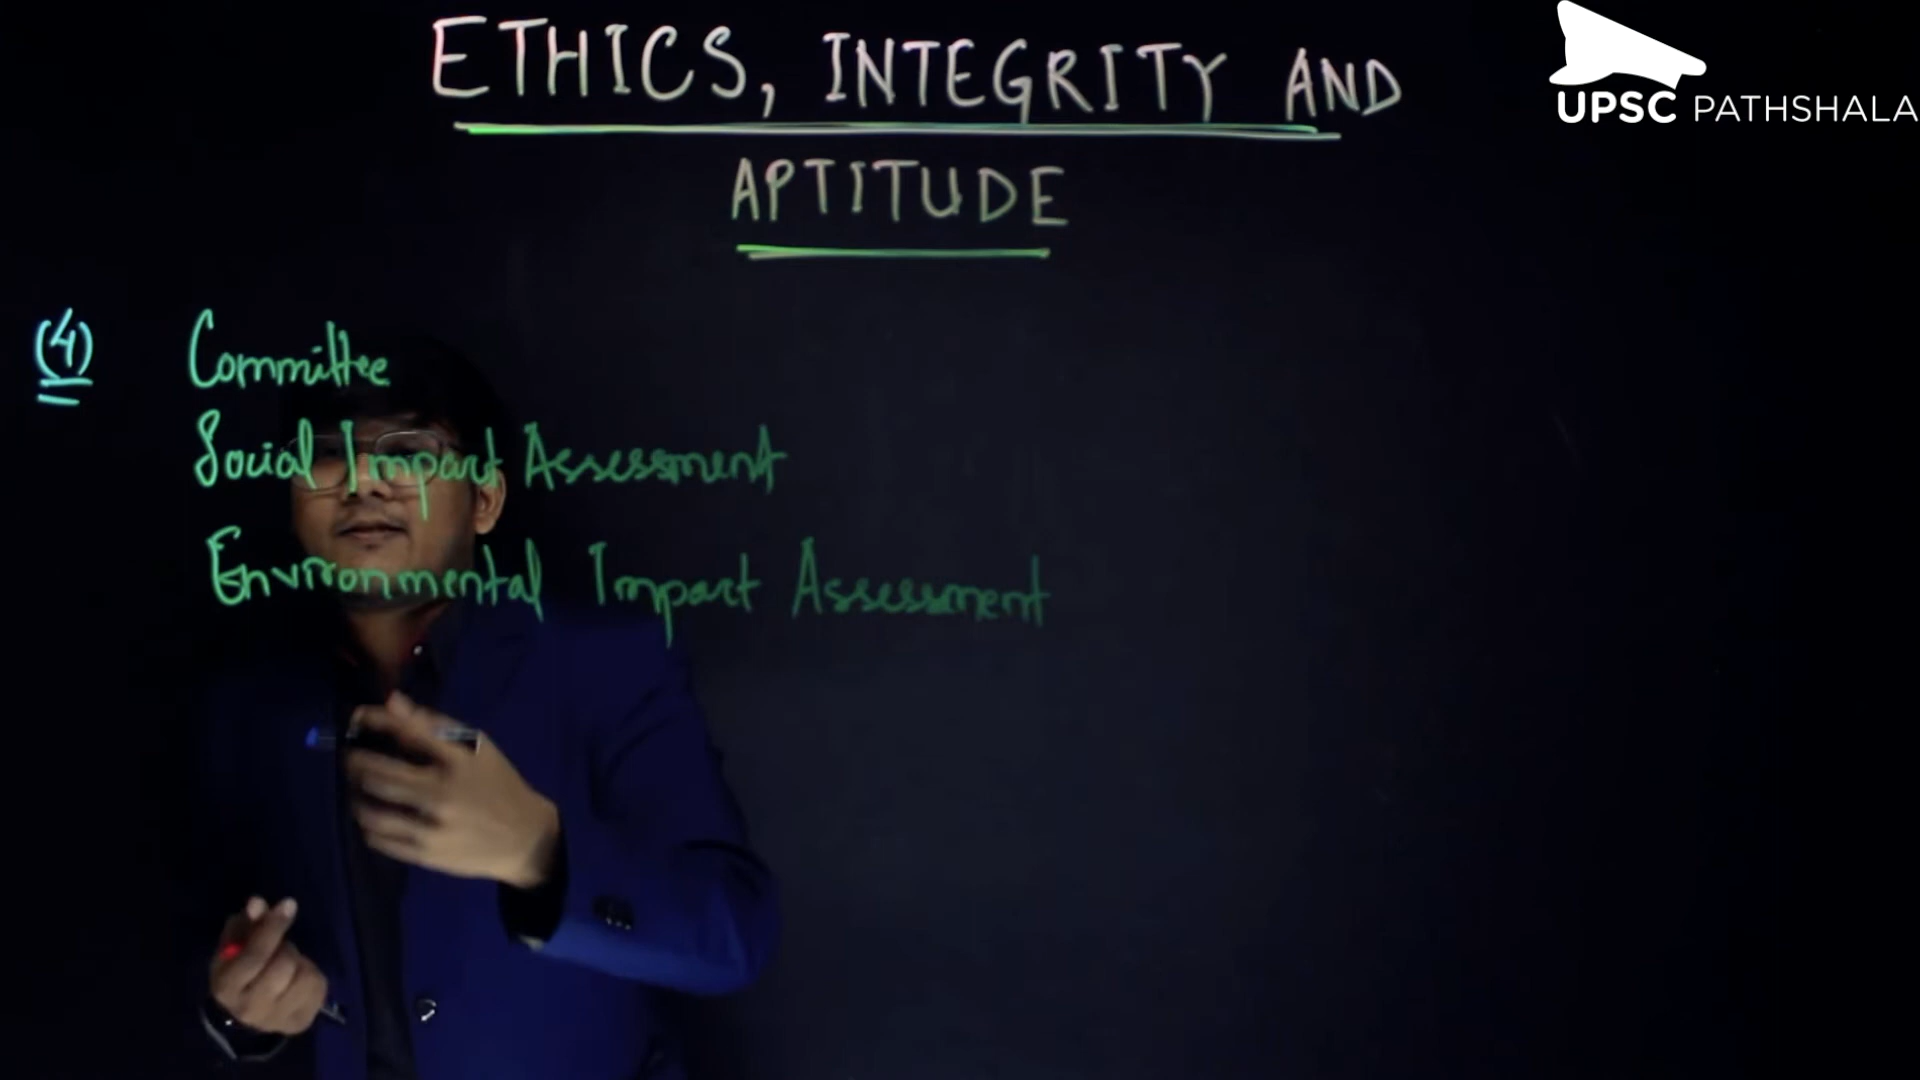 ETHICS, INTEGRITY AND
APTITUDE
UPSC PATHSHALA
(4) Committee
Social Impact Assessment
Environmental Impact Assessment